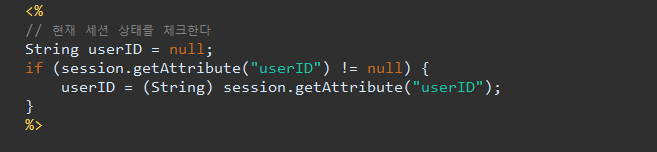 <%
// 현재 세션 상태를 체크한다
String userID = null;
if (session.getAttribute("userID") != null) {
    userID = (String) session.getAttribute("userID");
}
%>